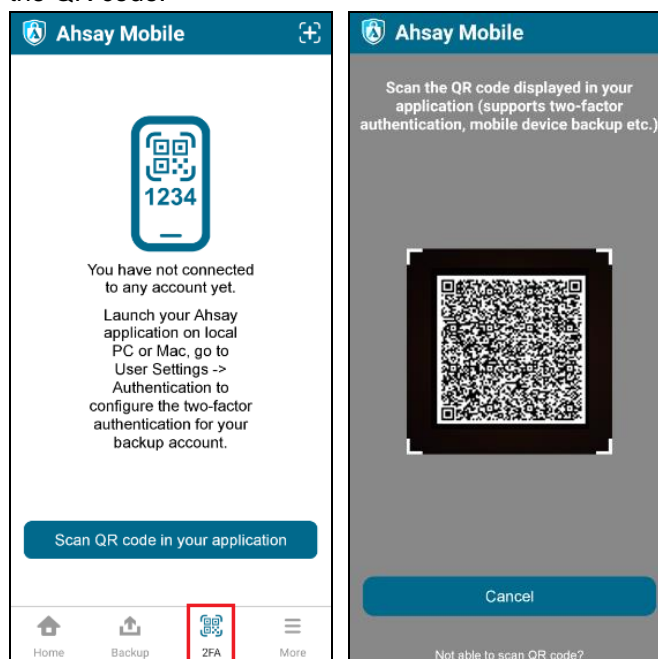 the QR code.
Ahsay Mobile
1234
You have not connected
to any account yet.
Launch your Ahsay
application on local
PC or Mac, go to
User Settings ->
Authentication to
configure the two-factor
authentication for your
backup account.
Scan QR code in your application
Home Backup 2FA More
Ahsay Mobile
Scan the QR code displayed in your
application (supports two-factor
authentication, mobile device backup etc.)
Cancel
Not able to scan QR code?